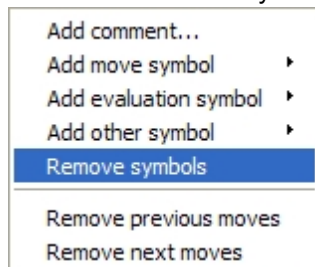 Add comment...
Add move symbol
Add evaluation symbol
Add other symbol
Remove symbols
Remove previous moves
Remove next moves